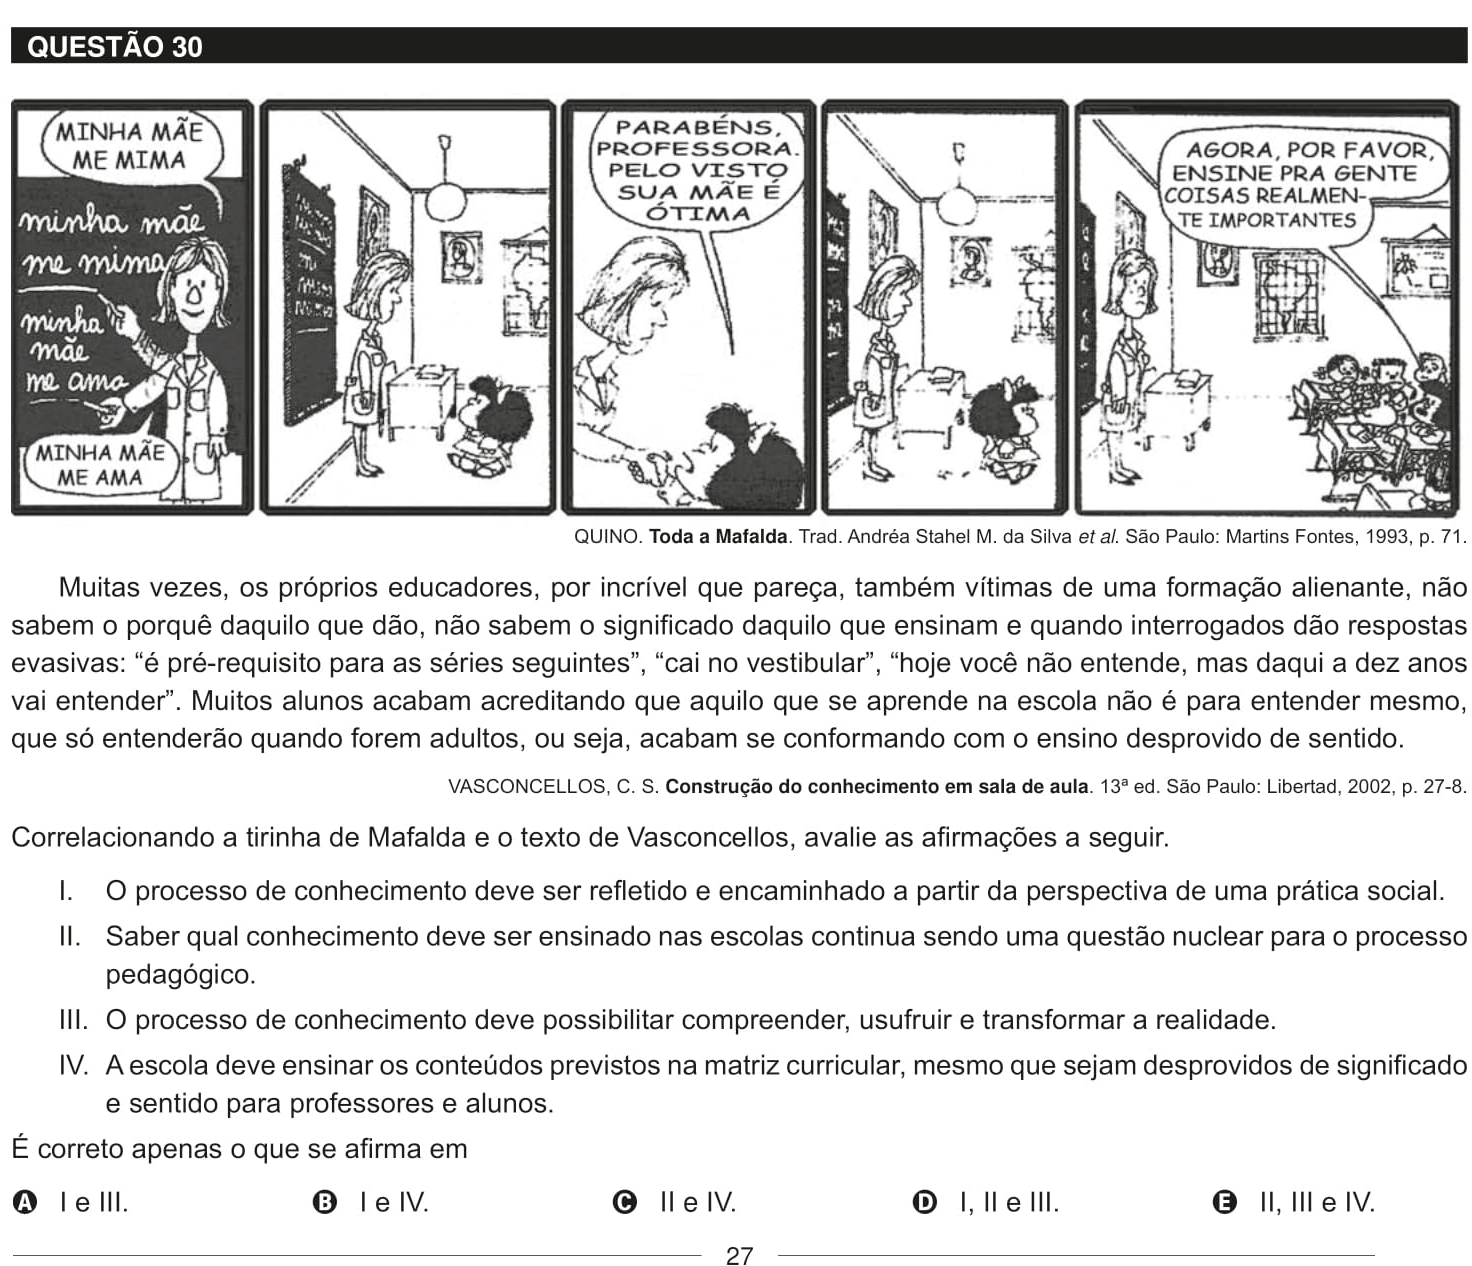 QUESTÃO 30
MINHA MÃE
ME MIMA
minha mãe
me mima
minha
mãe
me ama
MINHA MÃE
ME AMA
PARABÉNS,
PROFESSORA.
PELO VISTO
SUA MÃE É
ÓTIMA
AGORA, POR FAVOR,
ENSINE PRA GENTE
COISAS REALMEN-
TE IMPORTANTES
QUINO. Toda a Mafalda. Trad. Andréa Stahel M. da Silva et al. São Paulo: Martins Fontes, 1993, p. 71.
Muitas vezes, os próprios educadores, por incrível que pareça, também vítimas de uma formação alienante, não
sabem o porquê daquilo que dão, não sabem o significado daquilo que ensinam e quando interrogados dão respostas
evasivas: “é pré-requisito para as séries seguintes”, “cai no vestibular”, “hoje você não entende, mas daqui a dez anos
vai entender”. Muitos alunos acabam acreditando que aquilo que se aprende na escola não é para entender mesmo,
que só entenderão quando forem adultos, ou seja, acabam se conformando com o ensino desprovido de sentido.
VASCONCELLOS, C. S. Construção do conhecimento em sala de aula. 13ª ed. São Paulo: Libertad, 2002, p. 27-8.
Correlacionando a tirinha de Mafalda e o texto de Vasconcellos, avalie as afirmações a seguir.
I. O processo de conhecimento deve ser refletido e encaminhado a partir da perspectiva de uma prática social.
II. Saber qual conhecimento deve ser ensinado nas escolas continua sendo uma questão nuclear para o processo
pedagógico.
III. O processo de conhecimento deve possibilitar compreender, usufruir e transformar a realidade.
IV. A escola deve ensinar os conteúdos previstos na matriz curricular, mesmo que sejam desprovidos de significado
e sentido para professores e alunos.
É correto apenas o que se afirma em
A I e III.
B I e IV.
C II e IV.
D I, II e III.
E II, III e IV.
27